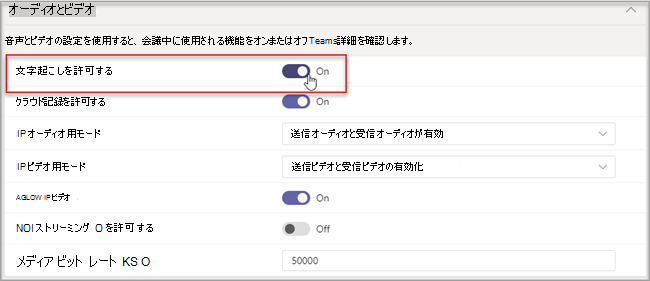 オーディオとビデオ
音声とビデオの設定を使用すると、会議中に使用される機能をオンまたはオフTeams詳細を確認します。
文字起こしを許可する On
クラウド記録を許可する On
IPオーディオ用モード 送信オーディオと受信オーディオが有効
IPビデオ用モード 送信ビデオと受信ビデオの有効化
AGLOW IPビデオ On
NOIストリーミング Oを許可する Off
メディアビット レート KS O 50000